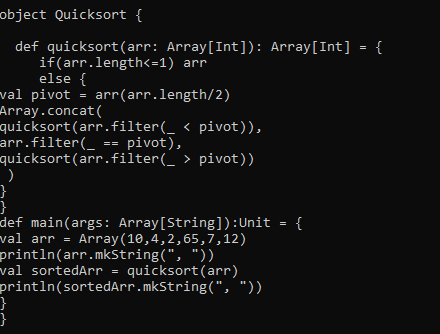 object Quicksort {
def quicksort(arr: Array[Int]): Array[Int] = {
if(arr.length<=1) arr
else {
val pivot = arr(arr.length/2)
Array.concat(
quicksort(arr.filter(_ < pivot)),
arr.filter(_ == pivot),
quicksort(arr.filter(_ > pivot))
)
}
}
def main(args: Array[String]):Unit = {
val arr = Array(10,4,2,65,7,12)
println(arr.mkString(", "))
val sortedArr = quicksort(arr)
println(sortedArr.mkString(", "))
}
}